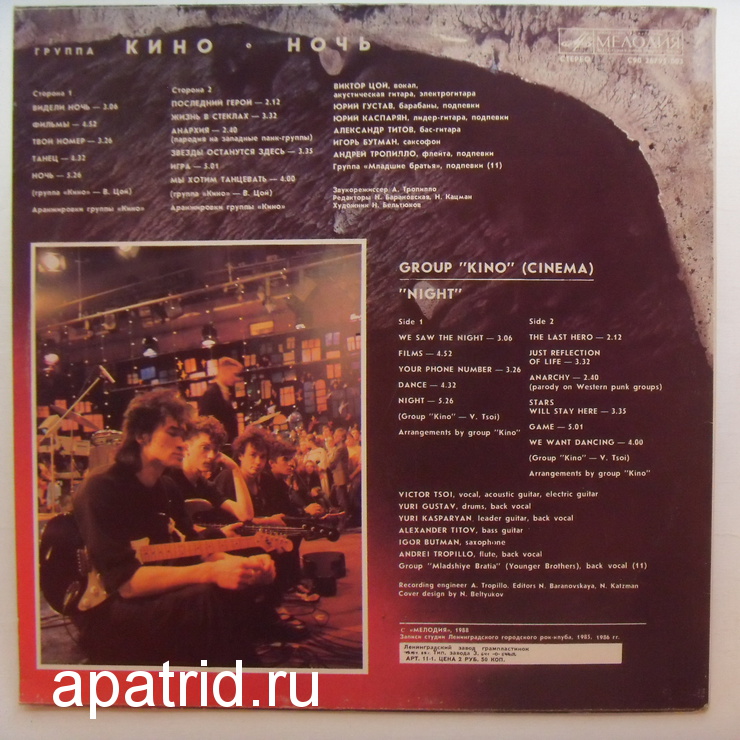 ГРУППА КИНО • НОЧЬ
МЕЛОДИЯ
СТЕРЕО
Сторона 1
ВИДЕЛИ НОЧЬ — 3.06
ФИЛЬМЫ — 4.52
ТВОЙ НОМЕР — 3.26
ТАНЕЦ — 4.32
НОЧЬ — 5.26
(группа «Кино» — В. Цой)
Аранжировки группы «Кино»
Сторона 2
ПОСЛЕДНИЙ ГЕРОЙ — 2.12
ЖИЗНЬ В СТЕКЛАХ — 3.32
АНАРХИЯ — 2.40
(пародия на западные панк-группы)
ЗВЕЗДЫ ОСТАНУТСЯ ЗДЕСЬ — 3.35
ИГРА — 5.01
МЫ ХОТИМ ТАНЦЕВАТЬ — 4.00
(группа «Кино» — В. Цой)
Аранжировки группы «Кино»
ВИКТОР ЦОЙ, вокал,
акустическая гитара, электрогитара
ЮРИЙ ГУСТАВ, барабаны, подпевки
ЮРИЙ КАСПАРЯН, лидер-гитара, подпевки
АЛЕКСАНДР ТИТОВ, бас-гитара
ИГОРЬ БУТМАН, саксофон
АНДРЕЙ ТРОПИЛЛО, флейта, подпевки
Группа «Младшие братья», подпевки (11)
Звукорежиссер А. Тропилло
Редакторы Н. Барановская, Н. Кацман
Художник Н. Бельтюков
GROUP "KINO" (CINEMA)
"NIGHT"
Side 1
WE SAW THE NIGHT — 3.06
FILMS — 4.52
YOUR PHONE NUMBER — 3.26
DANCE — 4.32
NIGHT — 5.26
(Group "Kino" — V. Tsoi)
Arrangements by group "Kino"
Side 2
THE LAST HERO — 2.12
JUST REFLECTION
OF LIFE — 3.32
ANARCHY — 2.40
(parody on Western punk groups)
STARS
WILL STAY HERE — 3.35
GAME — 5.01
WE WANT DANCING — 4.00
(Group "Kino" — V. Tsoi)
Arrangements by group "Kino"
VICTOR TSOI, vocal, acoustic guitar, electric guitar
YURI GUSTAV, drums, back vocal
YURI KASPARYAN, leader guitar, back vocal
ALEXANDER TITOV, bass guitar
IGOR BUTMAN, saxophone
ANDREI TROPILLO, flute, back vocal
Group "Mladshiye Bratia" (Younger Brothers), back vocal (11)
Recording engineer A. Tropillo. Editors N. Baranovskaya, N. Katzman
Cover design by N. Beltyukov
© «МЕЛОДИЯ», 1988
Запись студии Ленинградского городского рок-клуба, 1985, 1986 гг.
Ленинградский завод грампластинок
Тип. завода З.
АРТ. 11-1. ЦЕНА 2 РУБ. 50 КОП.
apatrid.ru